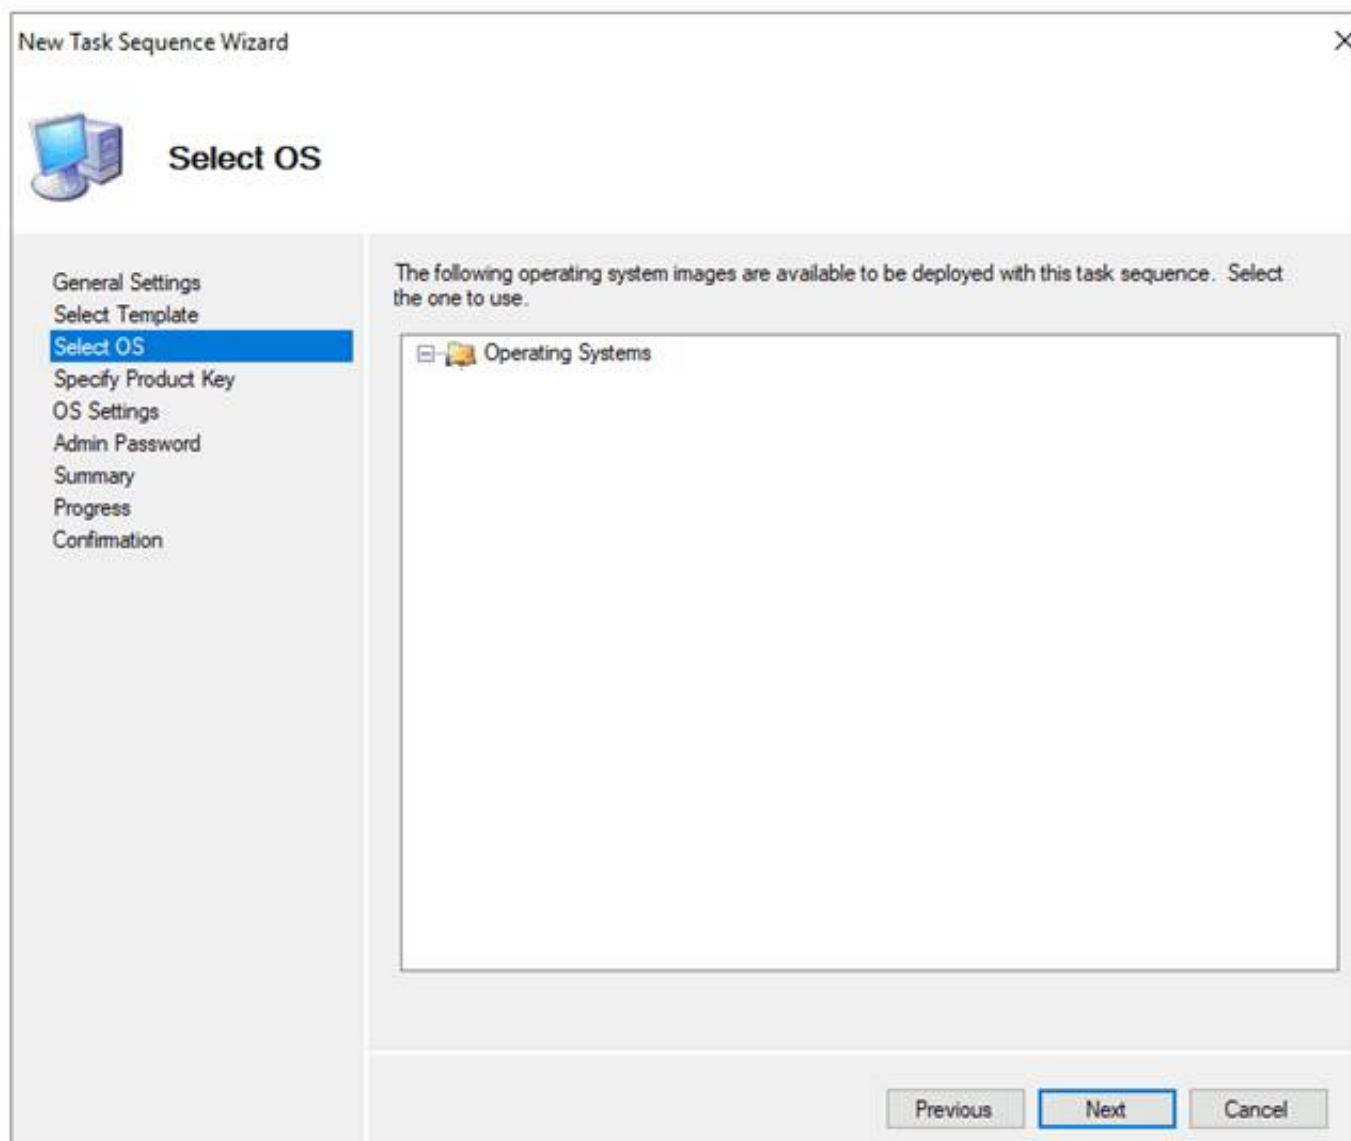 New Task Sequence Wizard
Select OS
General Settings
Select Template
Select OS
Specify Product Key
OS Settings
Admin Password
Summary
Progress
Confirmation
The following operating system images are available to be deployed with this task sequence.  Select
the one to use.
Operating Systems
Previous
Next
Cancel